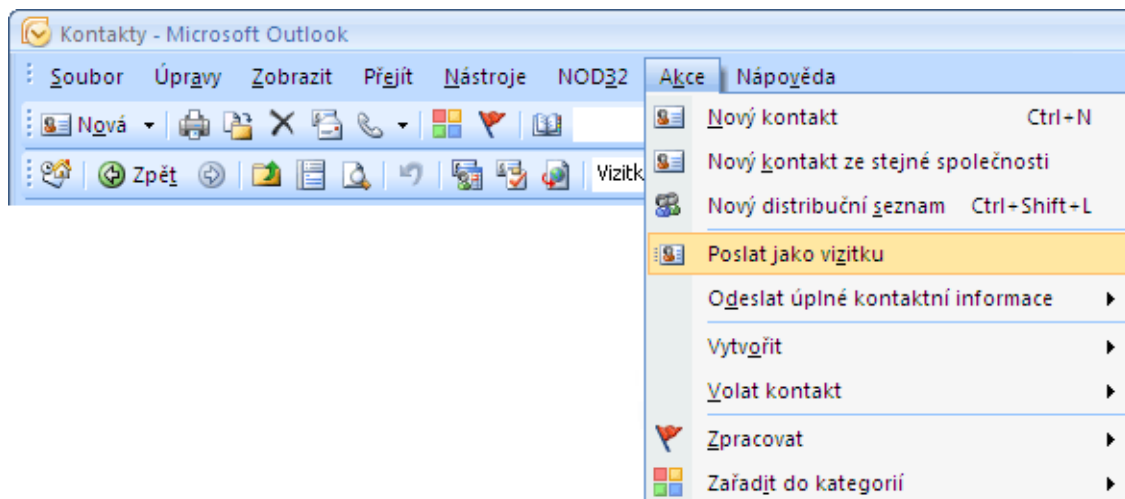 Kontakty - Microsoft Outlook
Soubor Úpravy Zobrazit Přejít Nástroje NOD32 Akce Nápověda
Nová
Zpět Vizitk
Nový kontakt Ctrl+N
Nový kontakt ze stejné společnosti
Nový distribuční seznam Ctrl+Shift+L
Poslat jako vizitku
Odeslat úplné kontaktní informace
Vytvořit
Volat kontakt
Zpracovat
Zařadit do kategorií